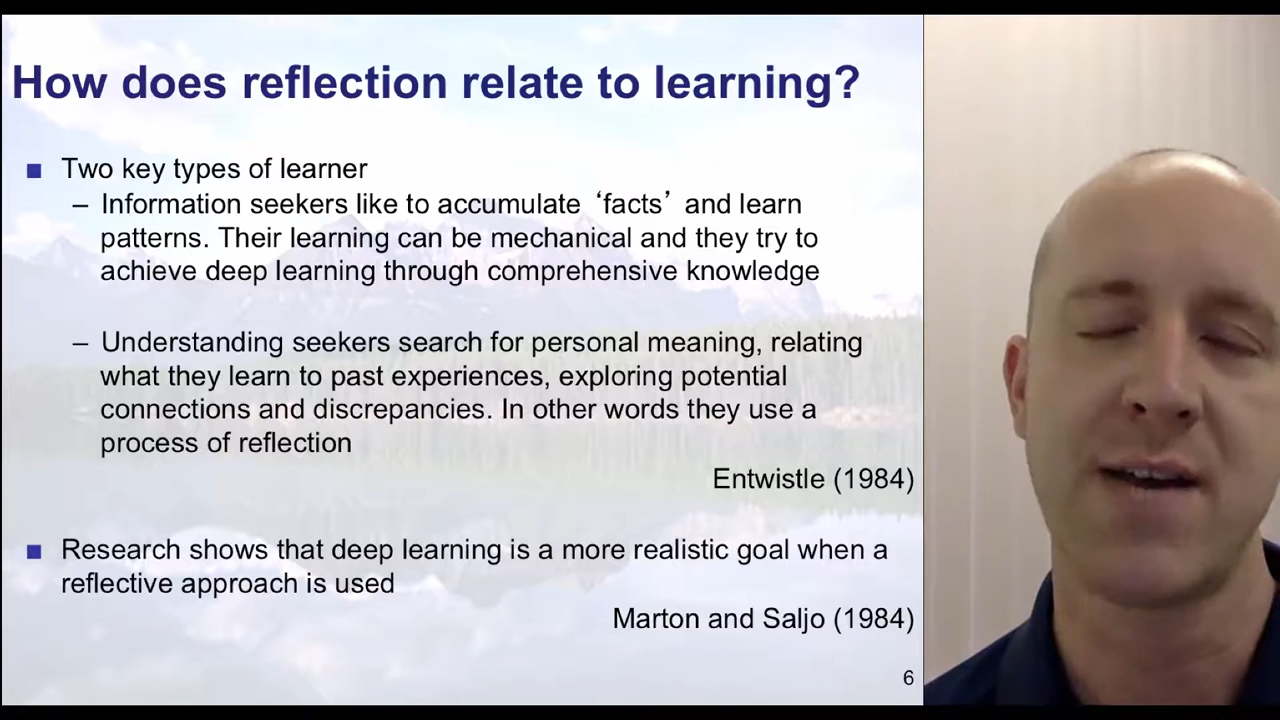 How does reflection relate to learning?
■ Two key types of learner
– Information seekers like to accumulate ‘fac’ts’ and learn
patterns. Their learning can be mechanical and they try to
achieve deep learning through comprehensive knowledge
– Understanding seekers search for personal meaning, relating
what they learn to past experiences, exploring potential
connections and discrepancies. In other words they use a
process of reflection
Entwistle (1984)
■ Research shows that deep learning is a more realistic goal when a
reflective approach is used
Marton and Saljo (1984)
6